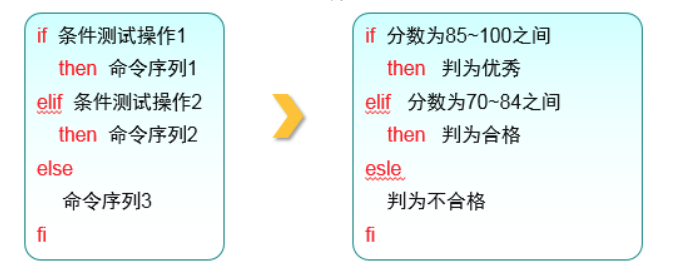 if 条件测试操作1
then 命令序列1
elif 条件测试操作2
then 命令序列2
else
命令序列3
fi
if 分数为85~100之间
then 判为优秀
elif 分数为70~84之间
then 判为合格
esle
判为不合格
fi